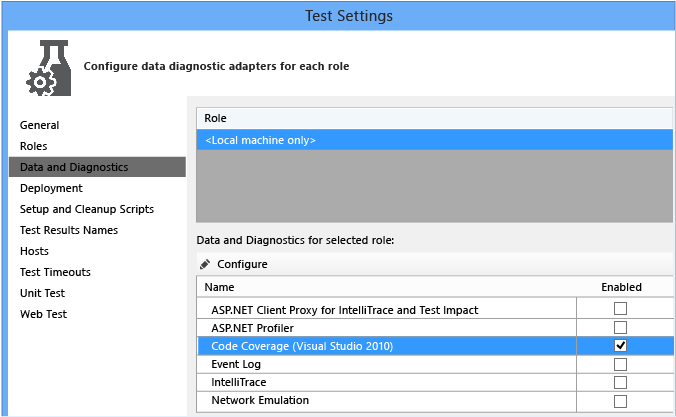 Test Settings
Configure data diagnostic adapters for each role
General
Roles
Data and Diagnostics
Deployment
Setup and Cleanup Scripts
Test Results Names
Hosts
Test Timeouts
Unit Test
Web Test
Role
<Local machine only>
Data and Diagnostics for selected role:
Configure
Name Enabled
ASP.NET Client Proxy for IntelliTrace and Test Impact
ASP.NET Profiler
Code Coverage (Visual Studio 2010)
Event Log
IntelliTrace
Network Emulation